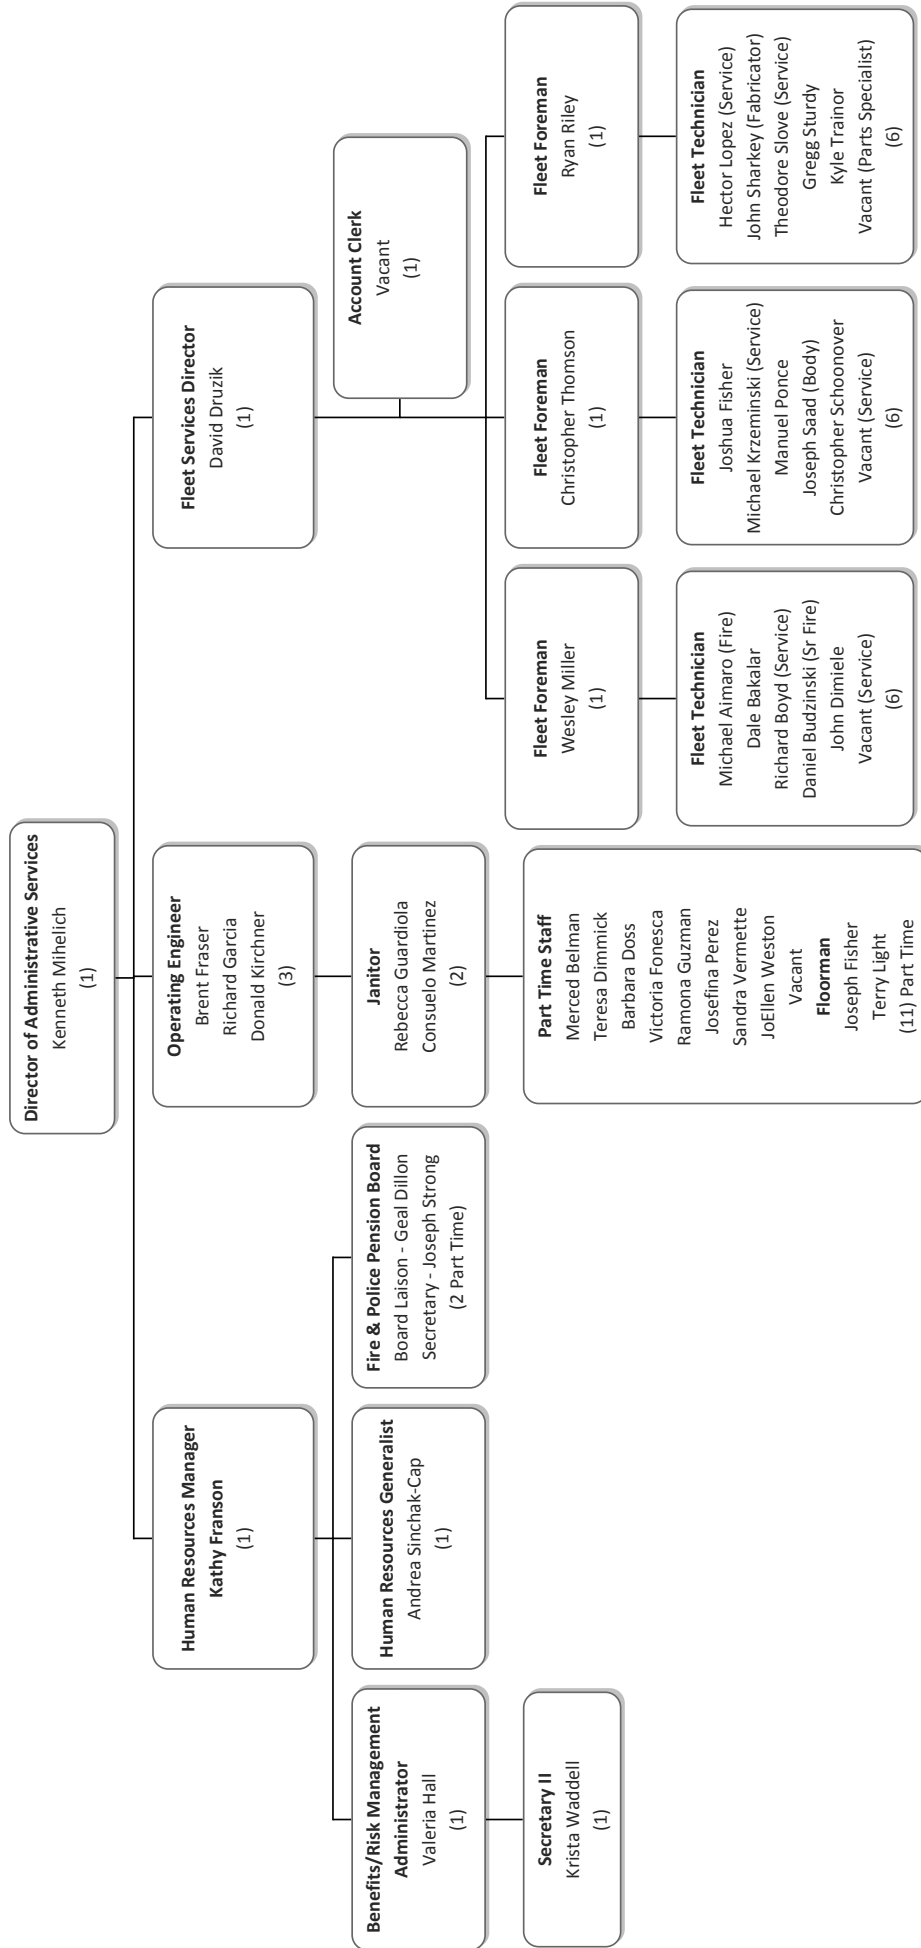 Director of Administrative Services
Kenneth Mihelich
(1)
Human Resources Manager
Kathy Franson
(1)
Operating Engineer
Brent Fraser
Richard Garcia
Donald Kirchner
(3)
Fleet Services Director
David Druzik
(1)
Account Clerk
Vacant
(1)
Benefits/Risk Management
Administrator
Valeria Hall
(1)
Human Resources Generalist
Andrea Sinchak-Cap
(1)
Fire & Police Pension Board
Board Laison - Geal Dillon
Secretary - Joseph Strong
(2 Part Time)
Janitor
Rebecca Guardiola
Consuelo Martinez
(2)
Secretary II
Krista Waddell
(1)
Part Time Staff
Merced Belman
Teresa Dimmick
Barbara Doss
Victoria Fonesca
Ramona Guzman
Josefina Perez
Sandra Vermette
JoEllen Weston
Vacant
Floorman
Joseph Fisher
Terry Light
(11) Part Time
Fleet Foreman
Wesley Miller
(1)
Fleet Foreman
Christopher Thomson
(1)
Fleet Foreman
Ryan Riley
(1)
Fleet Technician
Michael Aimaro (Fire)
Dale Bakalar
Richard Boyd (Service)
Daniel Budzinski (Sr Fire)
John Dimiele
Vacant (Service)
(6)
Fleet Technician
Joshua Fisher
Michael Krzeminski (Service)
Manuel Ponce
Joseph Saad (Body)
Christopher Schoonover
Vacant (Service)
(6)
Fleet Technician
Hector Lopez (Service)
John Sharkey (Fabricator)
Theodore Slove (Service)
Gregg Sturdy
Kyle Trainor
Vacant (Parts Specialist)
(6)